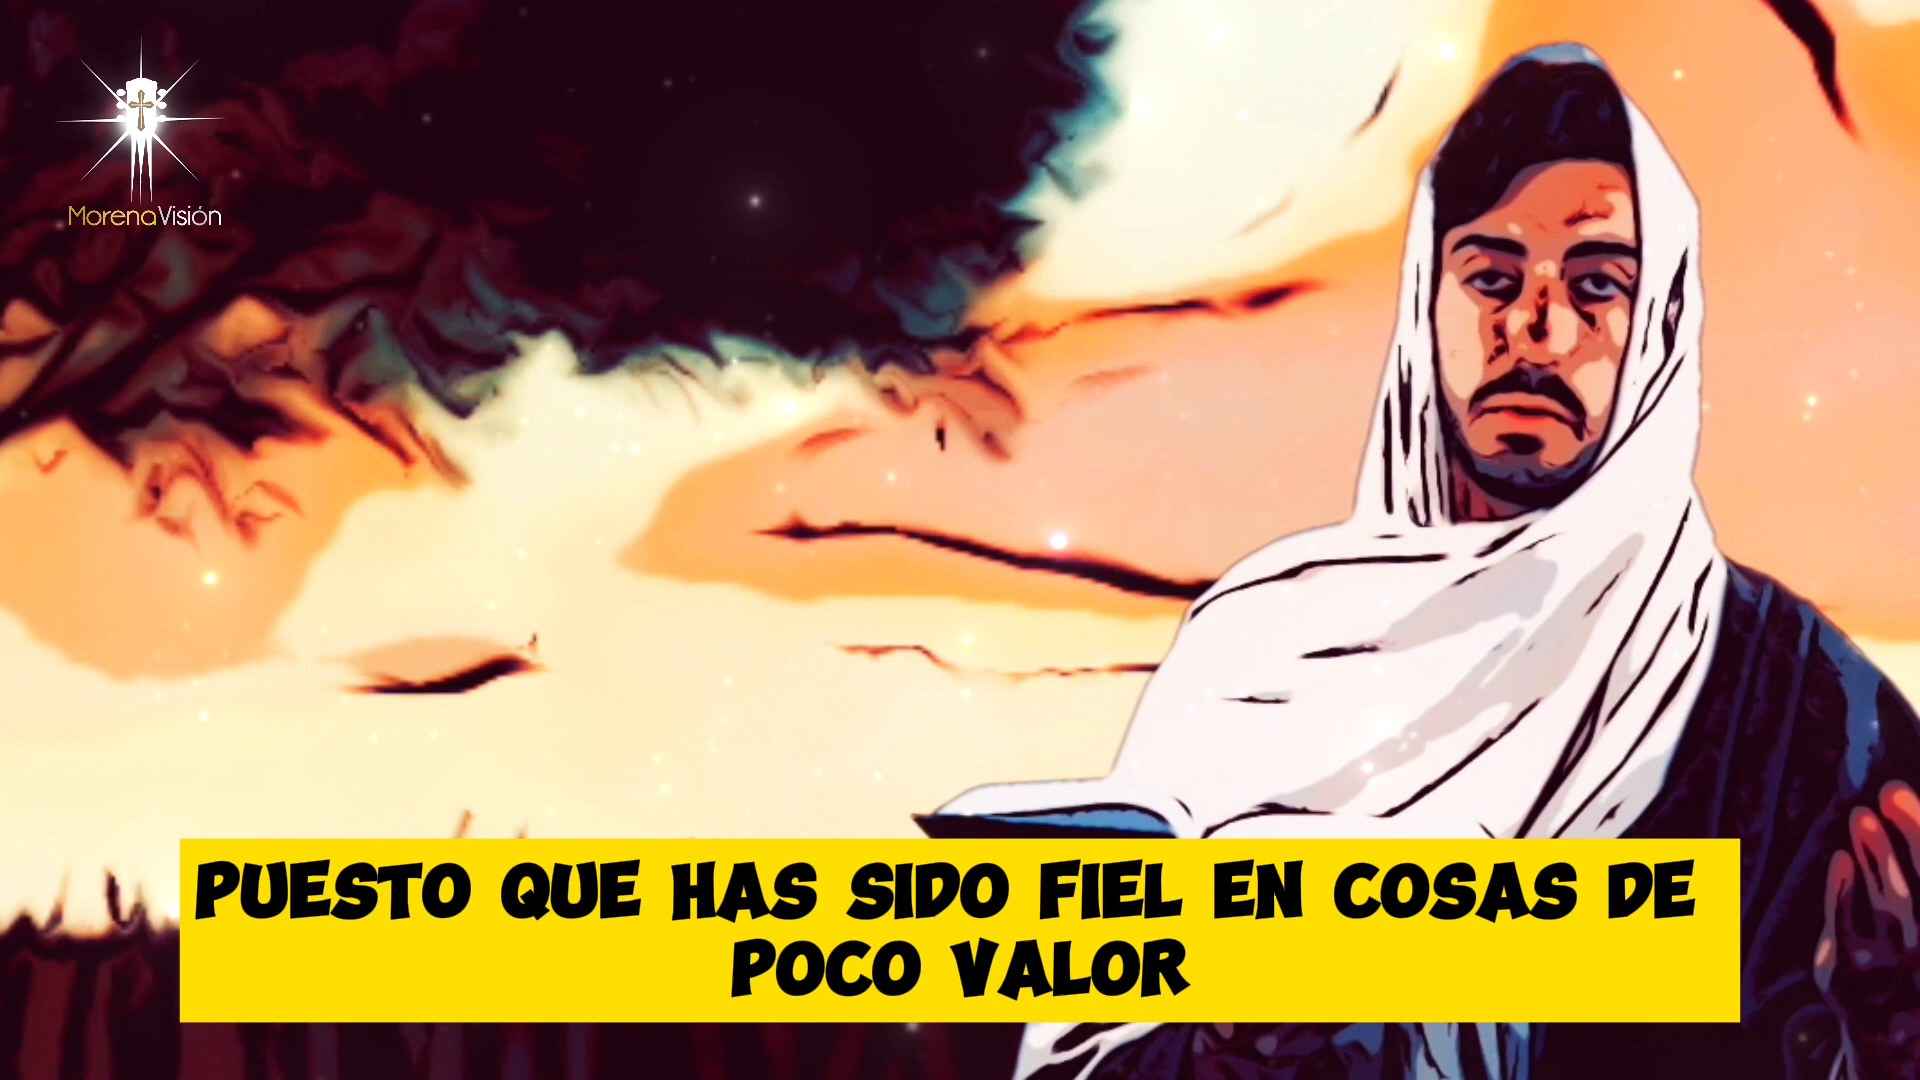 MorenaVisión
PUESTO QUE HAS SIDO FIEL EN COSAS DE
POCO VALOR